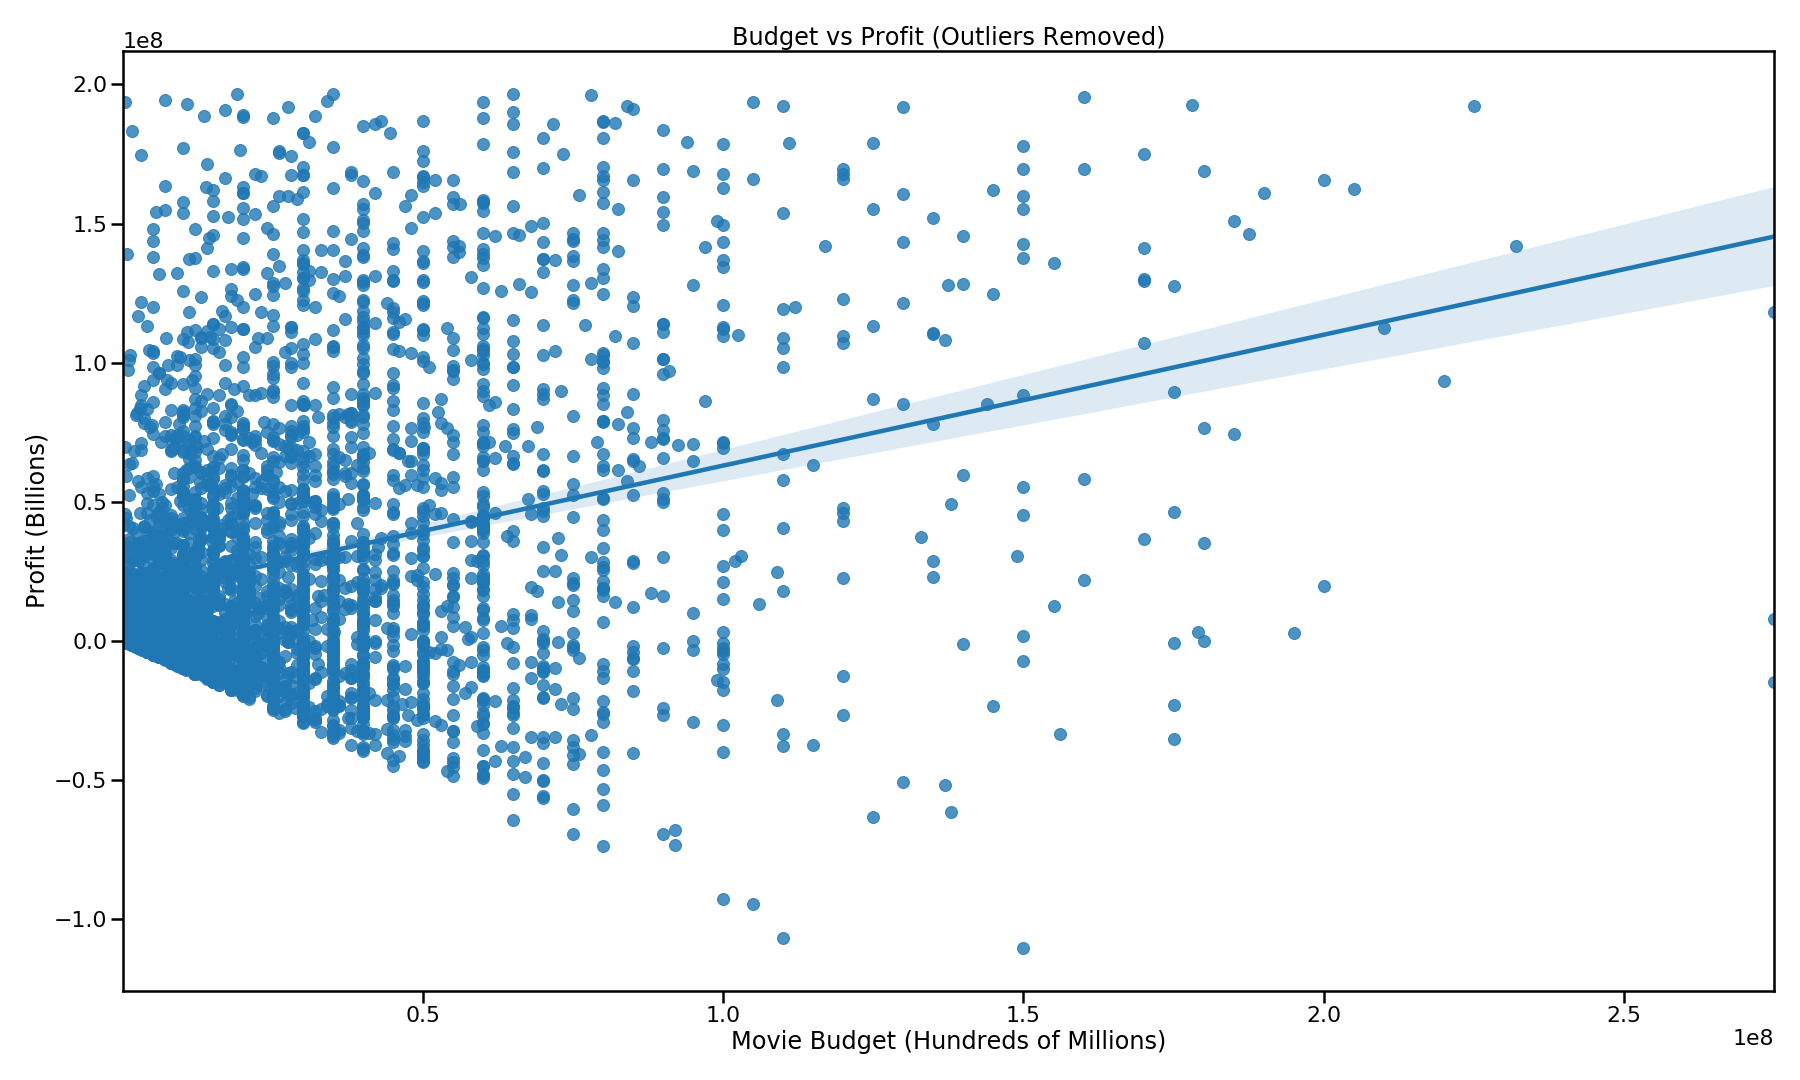 Budget vs Profit (Outliers Removed)
1e8
2.0
1.5
1.0
0.5
0.0
−0.5
−1.0
Profit (Billions)
0.5 1.0 1.5 2.0 2.5
Movie Budget (Hundreds of Millions)
1e8